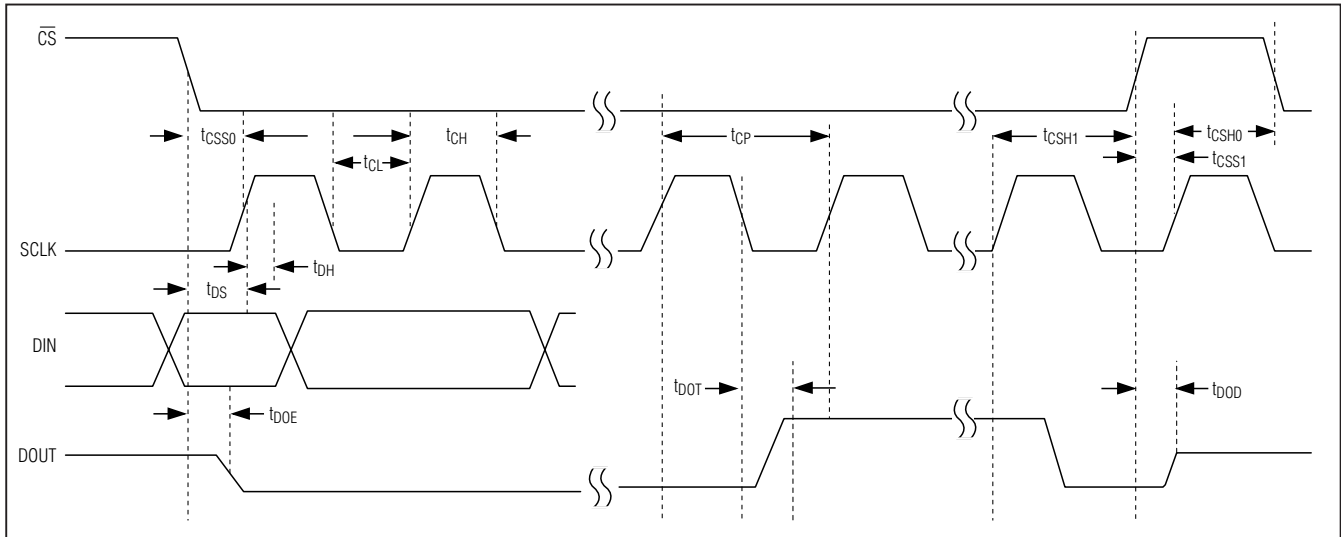 CS
tCSS0
tCL
tCH
tCP
tCSH1
tCSH0
tCSS1
SCLK
tDH
tDS
DIN
tDOE
tDOT
tDOD
DOUT